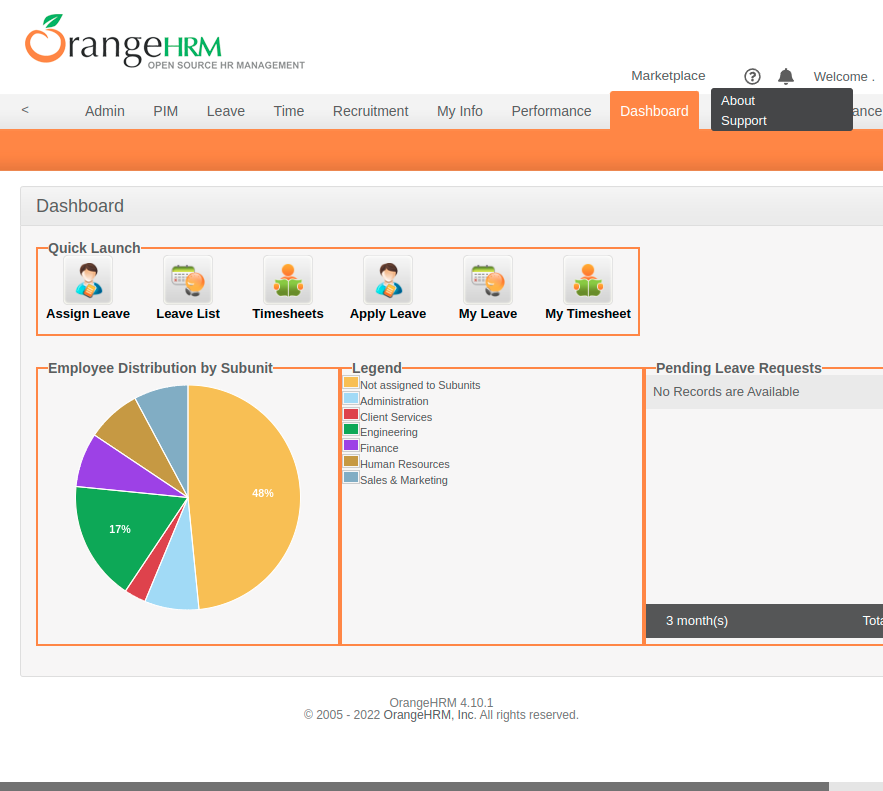 OrangeHRM
OPEN SOURCE HR MANAGEMENT
Marketplace
Welcome .
About
Support
<
Admin
PIM
Leave
Time
Recruitment
My Info
Performance
Dashboard
ance
Dashboard
Quick Launch
Assign Leave
Leave List
Timesheets
Apply Leave
My Leave
My Timesheet
Employee Distribution by Subunit
48%
17%
Legend
Not assigned to Subunits
Administration
Client Services
Engineering
Finance
Human Resources
Sales & Marketing
Pending Leave Requests
No Records are Available
3 month(s)
Tota
OrangeHRM 4.10.1
© 2005 - 2022 OrangeHRM, Inc. All rights reserved.